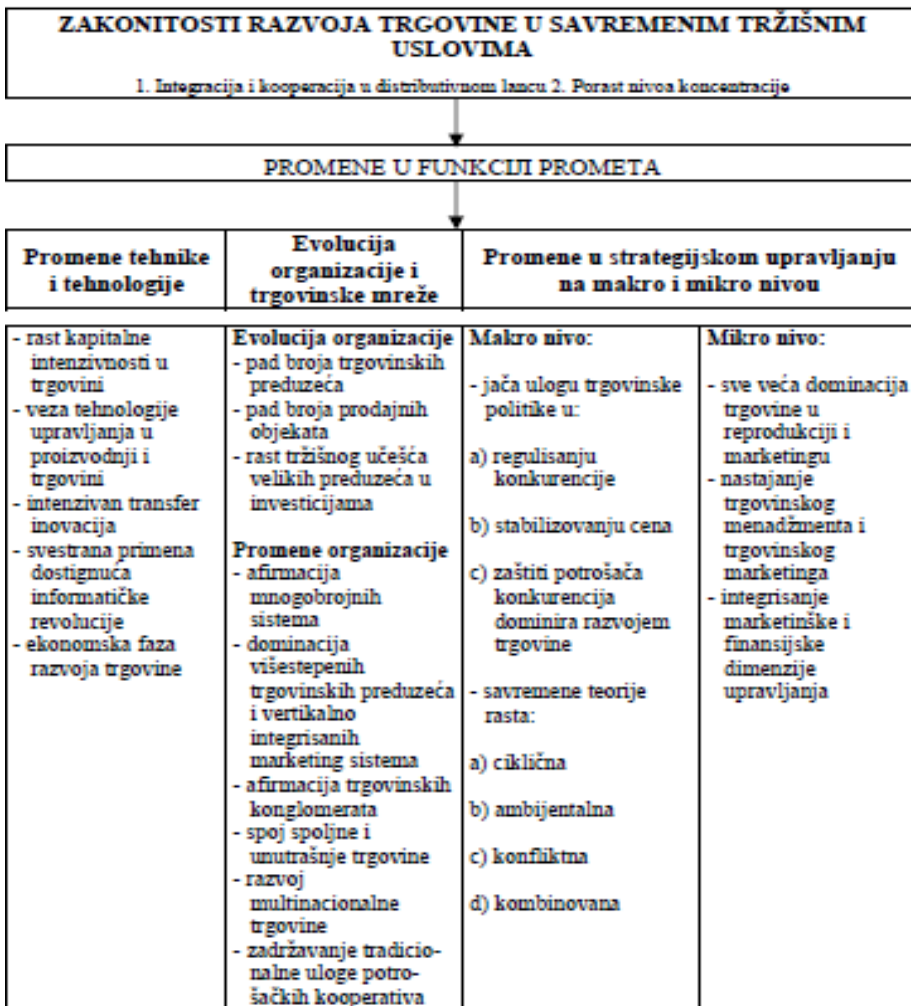 ZAKONITOSTI RAZVOJA TRGOVINE U SAVREMENIM TRŽIŠNIM
USLOVIMA
1. Integracija i kooperacija u distributivnom lancu 2. Porast nivoa koncentracije
PROMENE U FUNKCIJI PROMETA
Promene tehnike
i tehnologije
Evolucija
organizacije i
trgovinske mreže
Promene u strategijskom upravljanju
na makro i mikro nivou
- rast kapitalne
intenzivnosti u
trgovini
- veza tehnologije
upravljanja u
proizvodnji i
trgovini
- intenzivan transfer
inovacija
- svestrana primena
dostignuća
informatičke
revolucije
- ekonomska faza
razvoja trgovine
Evolucija organizacije
- pad broja trgovinskih
preduzeća
- pad broja prodajnih
objekata
- rast tržišnog učešća
velikih preduzeća u
investicijama
Promene organizacije
- afirmacija
mnogobrojnih
sistema
- dominacija
višestepenih
trgovinskih preduzeća
i vertikalno
integrisanih
marketing sistema
- afirmacija trgovinskih
konglomerata
- spoj spoljne i
unutrašnje trgovine
- razvoj
multinacionalne
trgovine
- zadržavanje tradicio-
nalne uloge potro-
šačkih kooperativa
Makro nivo:
- jača ulogu trgovinske
politike u:
a) regulisanju
konkurencije
b) stabilizovanju cena
c) zaštiti potrošača
konkurencija
dominira razvojem
trgovine
- savremene teorije
rasta:
a) ciklična
b) ambijentalna
c) konfliktna
d) kombinovana
Mikro nivo:
- sve veća dominacija
trgovine u
reprodukciji i
marketingu
- nastajanje
trgovinskog
menadžmenta i
trgovinskog
marketinga
- integrisanje
marketinške i
finansijske
dimenzije
upravljanja